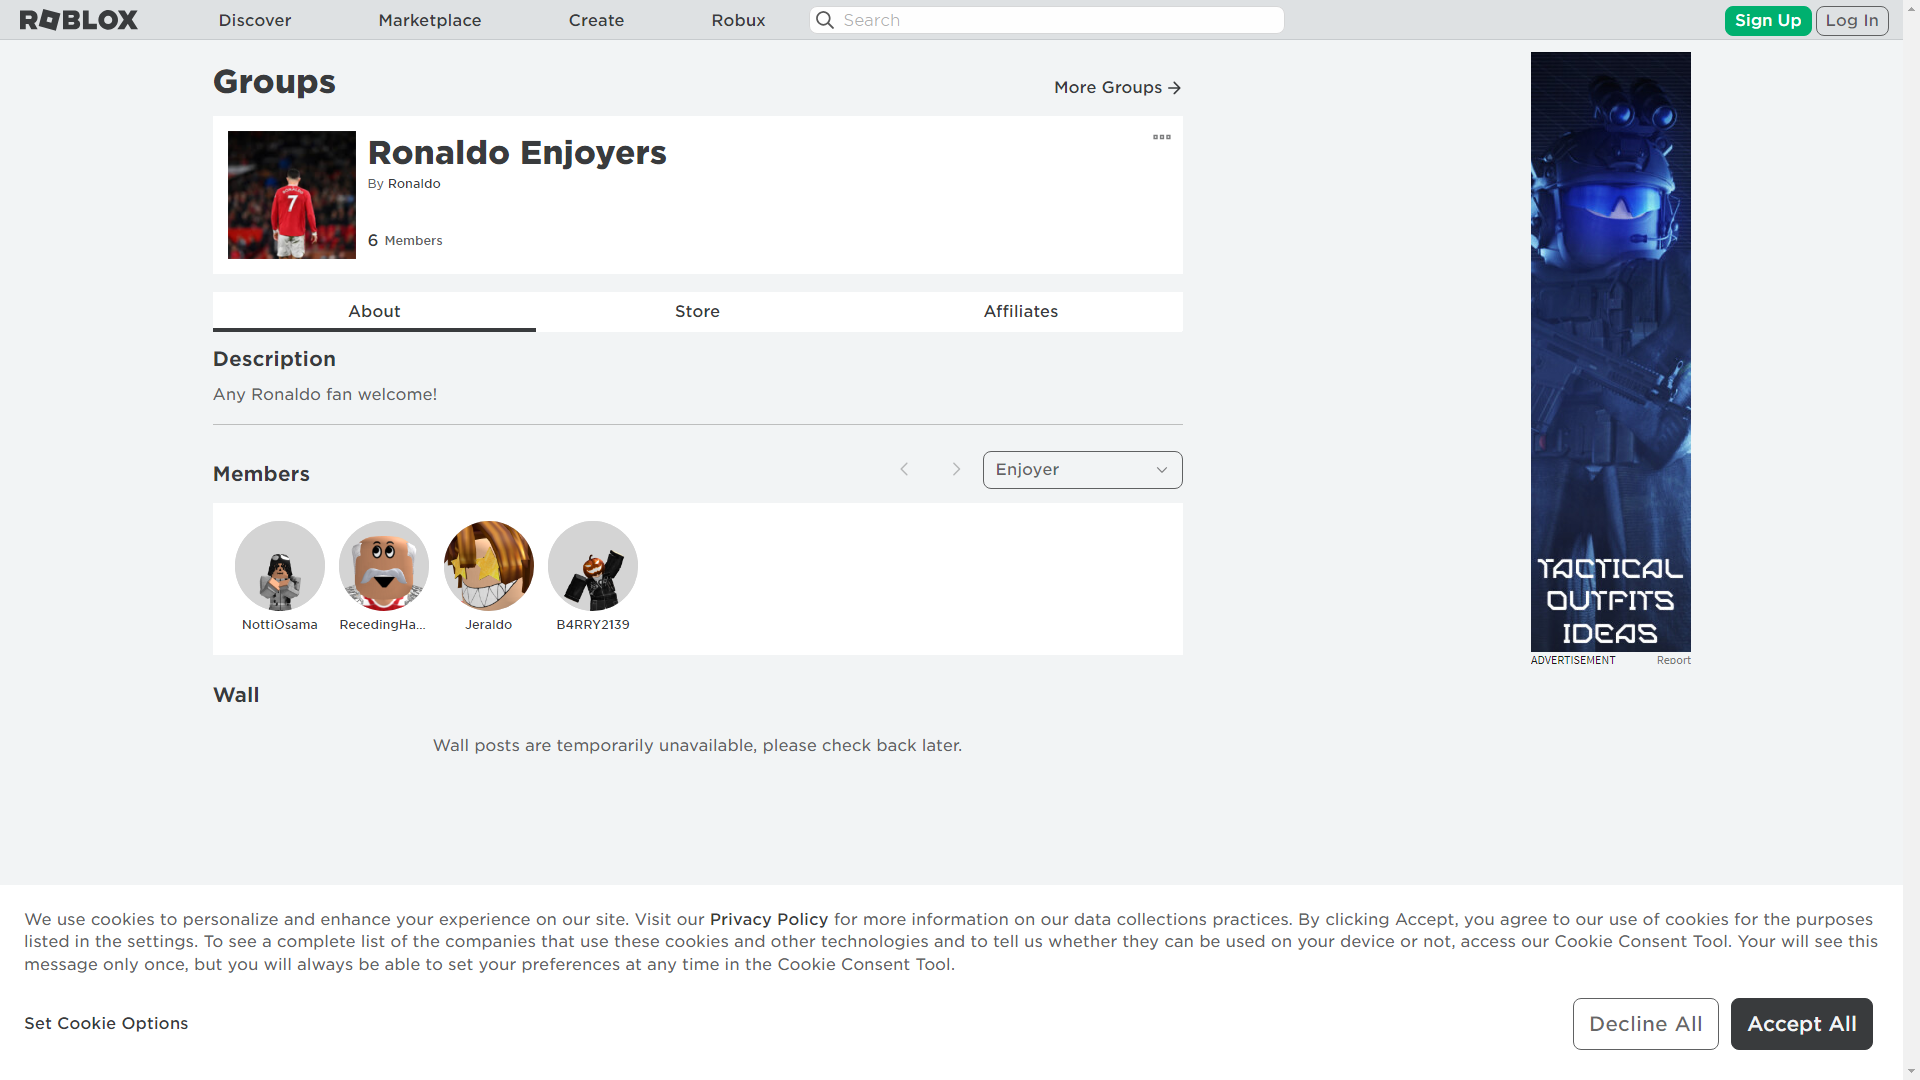 ROBLOX
Discover
Marketplace
Create
Robux
Search
Sign Up
Log In
Groups
More Groups
Ronaldo Enjoyers
By Ronaldo
6 Members
RONALDO
7
About
Store
Affiliates
Description
Any Ronaldo fan welcome!
Members
Enjoyer
NottiOsama
RecedingHa...
Jeraldo
B4RRY2139
Wall
Wall posts are temporarily unavailable, please check back later.
TACTICAL
OUTFITS
IDEAS
ADVERTISEMENT
Report
We use cookies to personalize and enhance your experience on our site. Visit our Privacy Policy for more information on our data collections practices. By clicking Accept, you agree to our use of cookies for the purposes
listed in the settings. To see a complete list of the companies that use these cookies and other technologies and to tell us whether they can be used on your device or not, access our Cookie Consent Tool. Your will see this
message only once, but you will always be able to set your preferences at any time in the Cookie Consent Tool.
Set Cookie Options
Decline All
Accept All